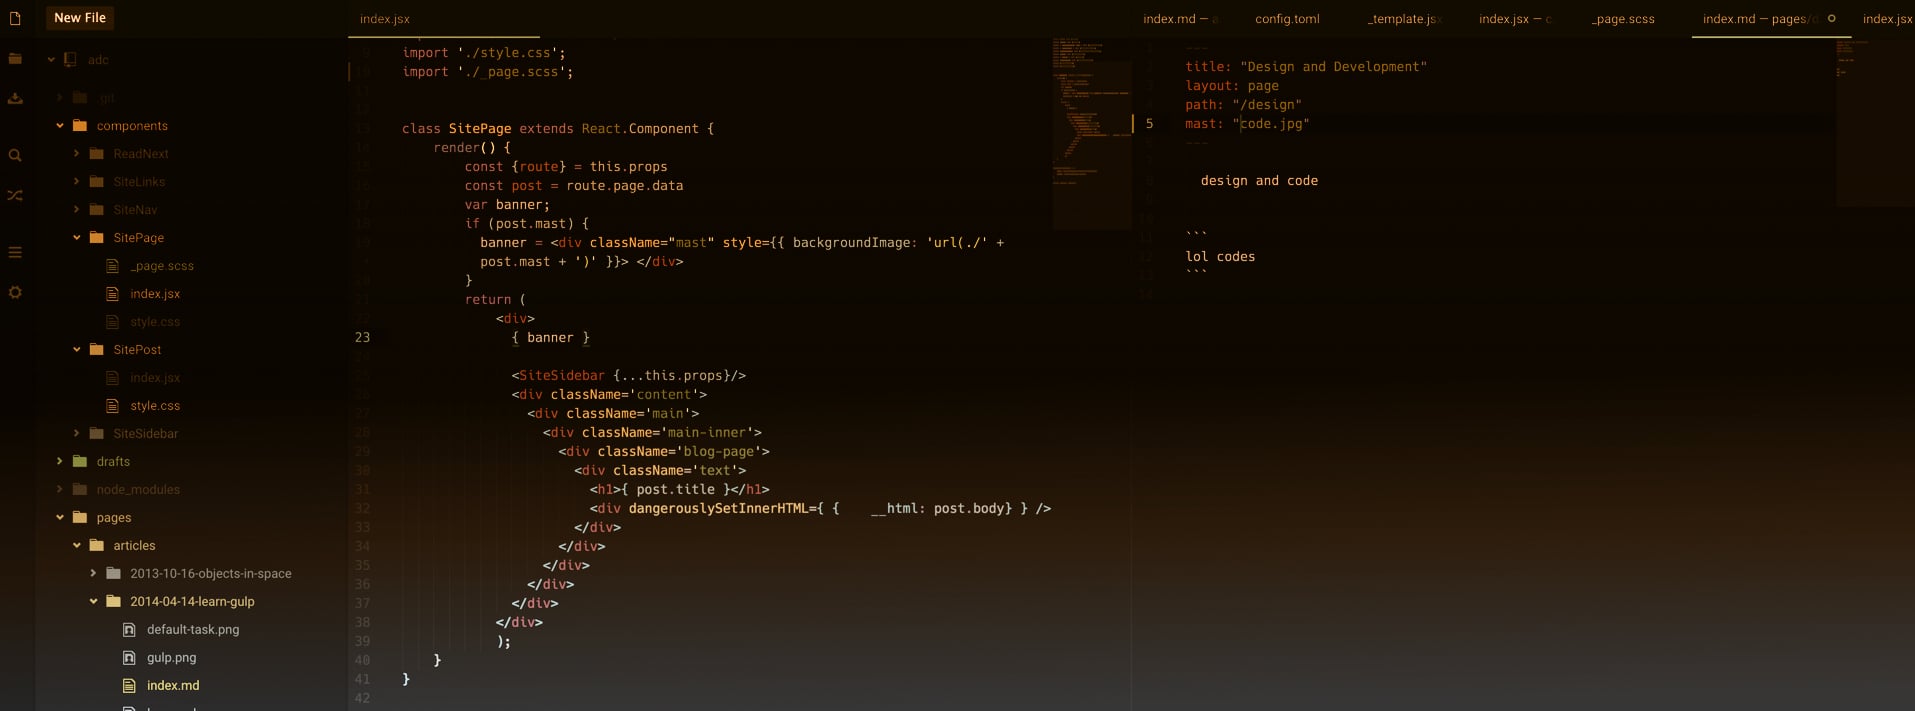 New File
adc
.git
components
ReadNext
SiteLinks
SiteNav
SitePage
_page.scss
index.jsx
style.css
SitePost
index.jsx
style.css
SiteSidebar
drafts
node_modules
pages
articles
2013-10-16-objects-in-space
2014-04-14-learn-gulp
default-task.png
gulp.png
index.md
index.jsx
9 import './style.css';
10 import './_page.scss';
11
12
13 class SitePage extends React.Component {
14 render() {
15 const {route} = this.props
16 const post = route.page.data
17 var banner;
18 if (post.mast) {
19 banner = <div className="mast" style={{ backgroundImage: 'url(./' +
• post.mast + ')' }}> </div>
20 }
21 return (
22 <div>
23 { banner }
24
25 <SiteSidebar {...this.props}/>
26 <div className='content'>
27 <div className='main'>
28 <div className='main-inner'>
29 <div className='blog-page'>
30 <div className='text'>
31 <h1>{ post.title }</h1>
32 <div dangerouslySetInnerHTML={ { __html: post.body} } />
33 </div>
34 </div>
35 </div>
36 </div>
37 </div>
38 </div>
39 );
40 }
41 }
42
index.md — a config.toml _template.jsx index.jsx — c _page.scss index.md — pages/d index.jsx
1 ---
2 title: "Design and Development"
3 layout: page
4 path: "/design"
5 mast: "code.jpg"
6 ---
7
8 design and code
9
10
11 ```
12 lol codes
13 ```
14